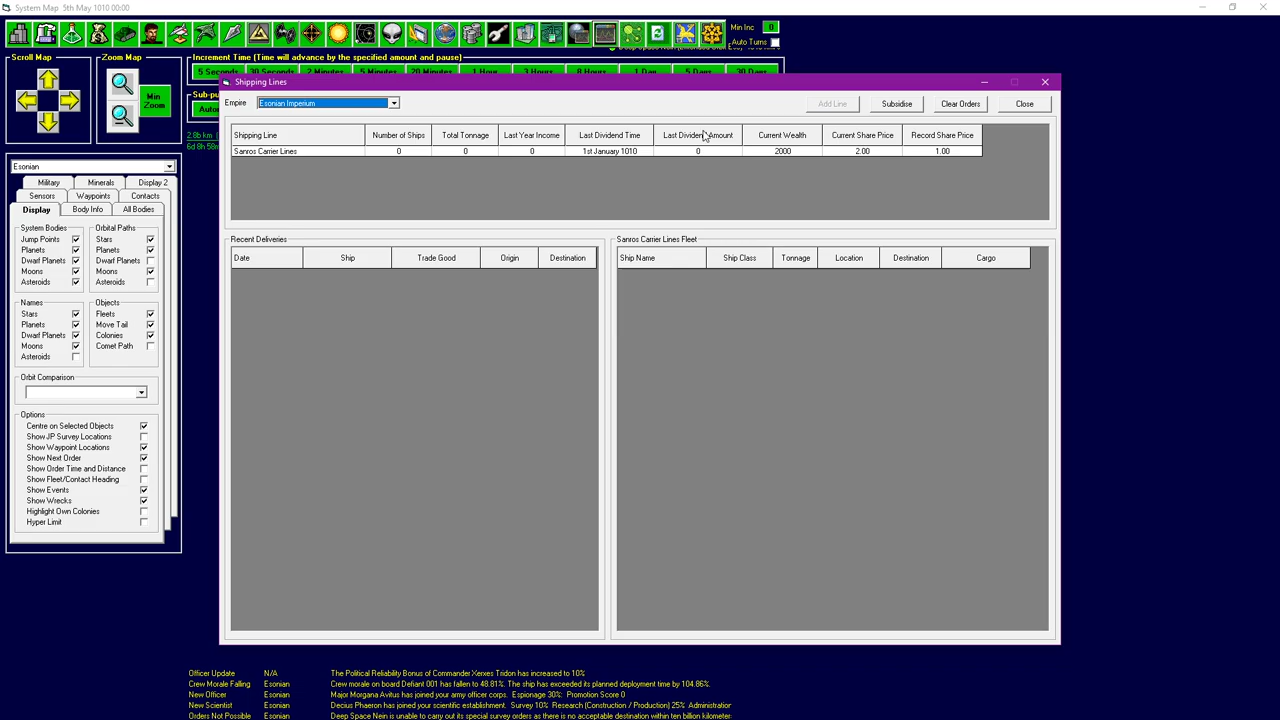 System Map   5th May 1010 00:00
Min Inc 0
Auto Turns
Scroll Map
Zoom Map
Min Zoom
Increment Time (Time will advance by the specified amount and pause)
5 Seconds 30 Seconds 2 Minutes 5 Minutes 20 Minutes 1 Hour 3 Hours 8 Hours 1 Day 5 Days 30 Days
Sub-pu
Auto
2.8b km
6d 8h 58m
Shipping Lines
Empire Esonian Imperium
Add Line Subsidise Clear Orders Close
Shipping Line Number of Ships Total Tonnage Last Year Income Last Dividend Time Last Dividend Amount Current Wealth Current Share Price Record Share Price
Sanros Carrier Lines 0 0 0 1st January 1010 0 2000 2.00 1.00
Recent Deliveries
Date Ship Trade Good Origin Destination
Sanros Carrier Lines Fleet
Ship Name Ship Class Tonnage Location Destination Cargo
Esonian
Military Minerals Display 2
Sensors Waypoints Contacts
Display Body Info All Bodies
System Bodies
Jump Points
Planets
Dwarf Planets
Moons
Asteroids
Orbital Paths
Stars
Planets
Dwarf Planets
Moons
Asteroids
Names
Stars
Planets
Dwarf Planets
Moons
Asteroids
Objects
Fleets
Move Tail
Colonies
Comet Path
Orbit Comparison
Options
Centre on Selected Objects
Show JP Survey Locations
Show Waypoint Locations
Show Next Order
Show Order Time and Distance
Show Fleet/Contact Heading
Show Events
Show Wrecks
Highlight Own Colonies
Hyper Limit
Officer Update N/A The Political Reliability Bonus of Commander Xerxes Tridon has increased to 10%
Crew Morale Falling Esonian Crew morale on board Defiant 001 has fallen to 48.81%. The ship has exceeded its planned deployment time by 104.86%.
New Officer Esonian Major Morgana Avitus has joined your army officer corps. Espionage 30%: Promotion Score 0
New Scientist Esonian Decius Phaeron has joined your scientific establishment. Survey 10% Research (Construction / Production) 25% Administration
Orders Not Possible Esonian Deep Space Nein is unable to carry out its special survey orders as there is no acceptable destination within ten billion kilometer